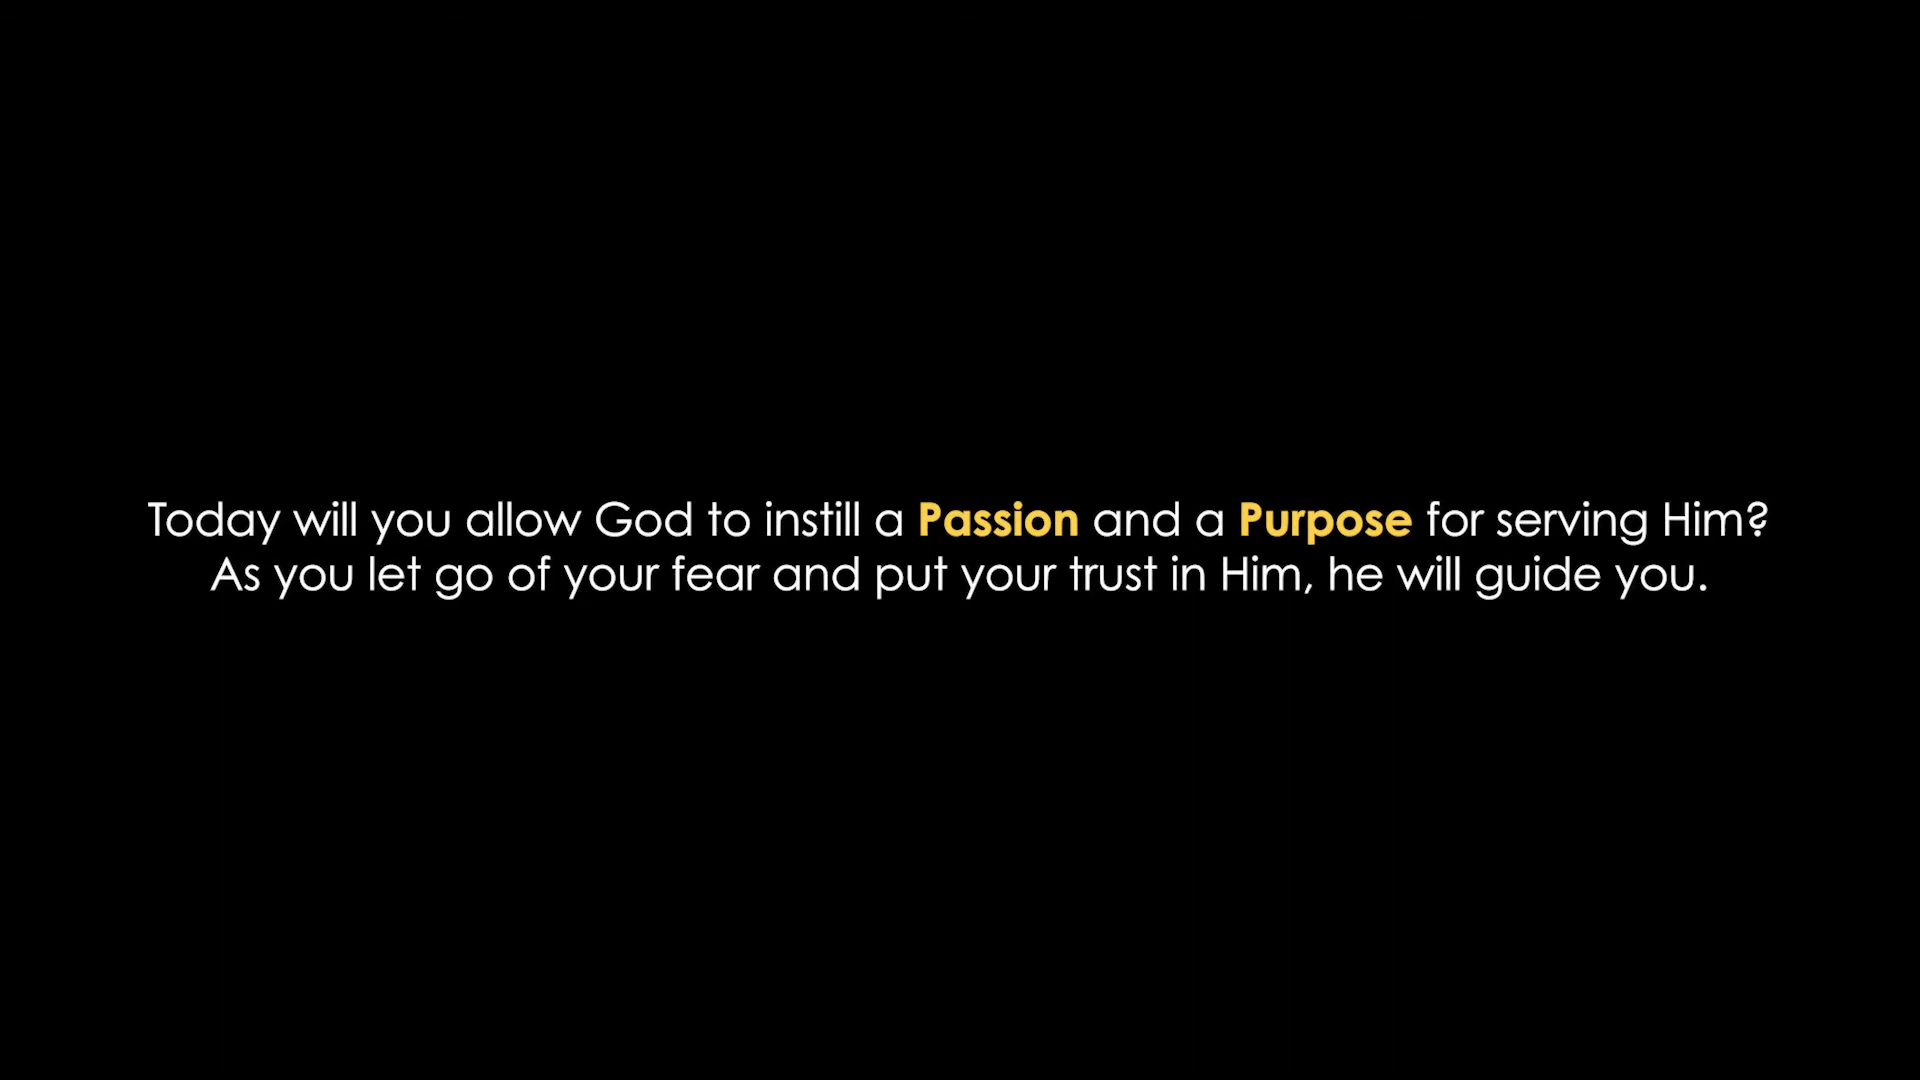 Today will you allow God to instill a Passion and a Purpose for serving Him?
As you let go of your fear and put your trust in Him, he will guide you.